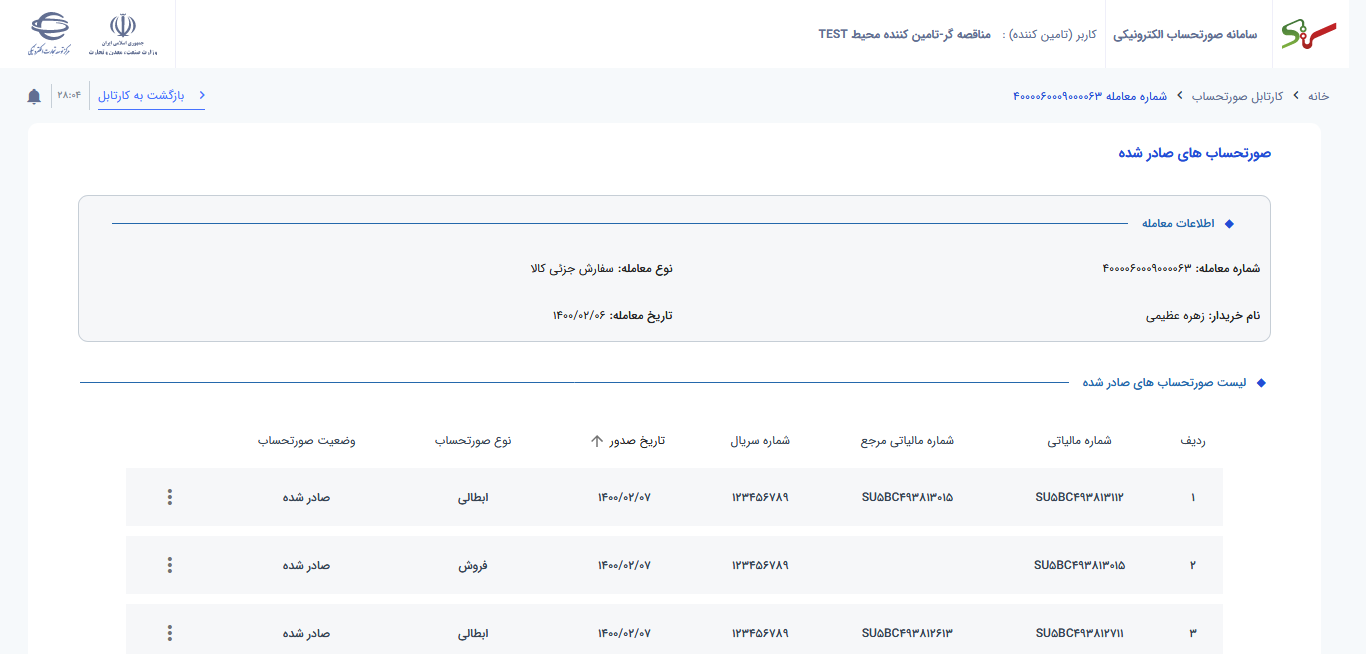 سامانه صورتحساب الکترونیکی
کاربر (تامین کننده) : مناقصه گر-تامین کننده محیط TEST
جمهوری اسلامی ایران
وزارت صنعت، معدن و تجارت
مرکز توسعه تجارت الکترونیکی
خانه > کارتابل صورتحساب > شماره معامله ۴۰۰۰۰۶۰۰۰۹۰۰۰۰۶۳
بازگشت به کارتابل
۲۸:۰۴
صورتحساب های صادر شده
اطلاعات معامله
شماره معامله: ۴۰۰۰۰۶۰۰۰۹۰۰۰۰۶۳ نوع معامله: سفارش جزئی کالا
نام خریدار: زهره عظیمی تاریخ معامله: ۱۴۰۰/۰۲/۰۶
لیست صورتحساب های صادر شده
ردیف شماره مالیاتی شماره مالیاتی مرجع شماره سریال تاریخ صدور نوع صورتحساب وضعیت صورتحساب
۱ SU۵BC۴۹۳۸۱۳۱۱۲ SU۵BC۴۹۳۸۱۳۰۱۵ ۱۲۳۴۵۶۷۸۹ ۱۴۰۰/۰۲/۰۷ ابطالی صادر شده
۲ SU۵BC۴۹۳۸۱۳۰۱۵ ۱۲۳۴۵۶۷۸۹ ۱۴۰۰/۰۲/۰۷ فروش صادر شده
۳ SU۵BC۴۹۳۸۱۲۷۱۱ SU۵BC۴۹۳۸۱۲۶۱۳ ۱۲۳۴۵۶۷۸۹ ۱۴۰۰/۰۲/۰۷ ابطالی صادر شده